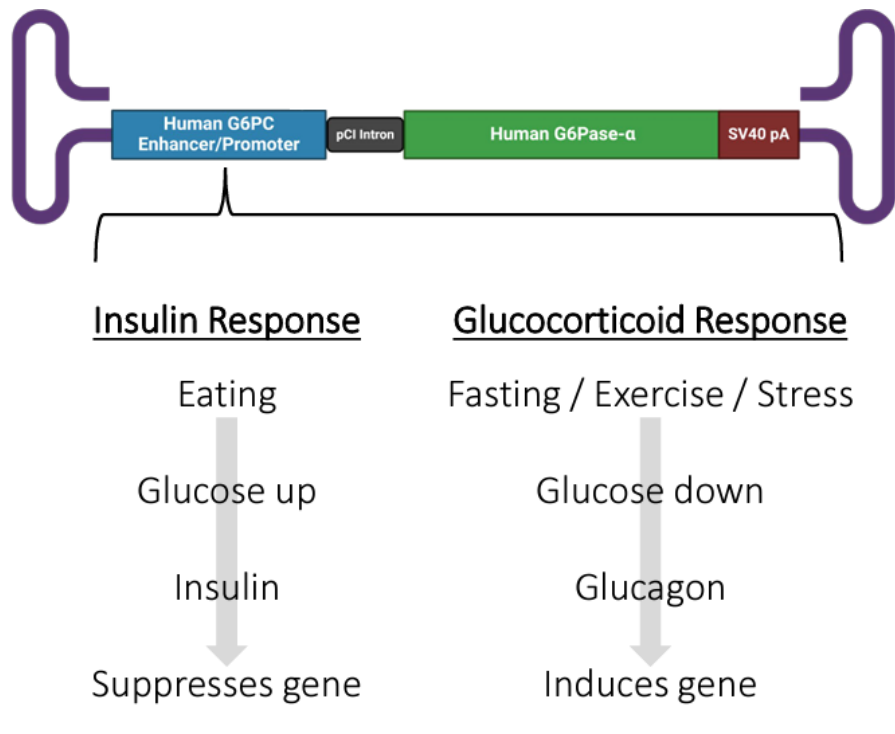 Human G6PC
Enhancer/Promoter
pCI Intron
Human G6Pase-α
SV40 pA
Insulin Response
Eating
Glucose up
Insulin
Suppresses gene
Glucocorticoid Response
Fasting / Exercise / Stress
Glucose down
Glucagon
Induces gene